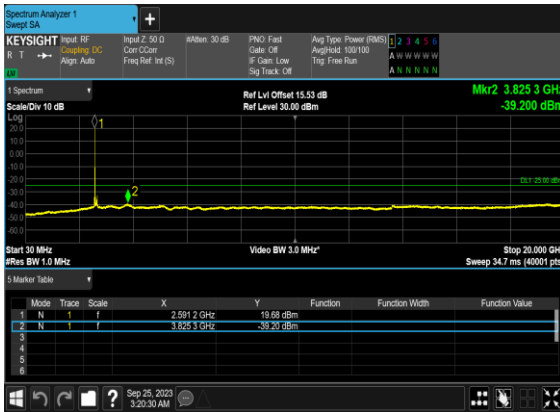 Spectrum Analyzer 1
Swept SA
+
KEYSIGHT
R T
Input: RF
Coupling: DC
Align: Auto
Input Z: 50 Ω
Corr CCorr
Freq Ref: Int (S)
#Atten: 30 dB
PNO: Fast
Gate: Off
IF Gain: Low
Sig Track: Off
Avg Type: Power (RMS)
Avg|Hold: 100/100
Trig: Free Run
1 2 3 4 5 6
A W W W W W
A N N N N N
1 Spectrum
Scale/Div 10 dB
Ref Lvl Offset 15.53 dB
Ref Level 30.00 dBm
Mkr2 3.825 3 GHz
-39.200 dBm
Log
20.0
10.0
0.00
-10.0
-20.0
-30.0
-40.0
-50.0
-60.0
1
2
DL1 -25.00 dBm
Start 30 MHz
#Res BW 1.0 MHz
Video BW 3.0 MHz*
Stop 20.000 GHz
Sweep 34.7 ms (40001 pts)
5 Marker Table
Mode Trace Scale X Y Function Function Width Function Value
1 N 1 f 2.591 2 GHz 19.68 dBm
2 N 1 f 3.825 3 GHz -39.20 dBm
3
4
5
6
?
Sep 25, 2023
3:20:30 AM